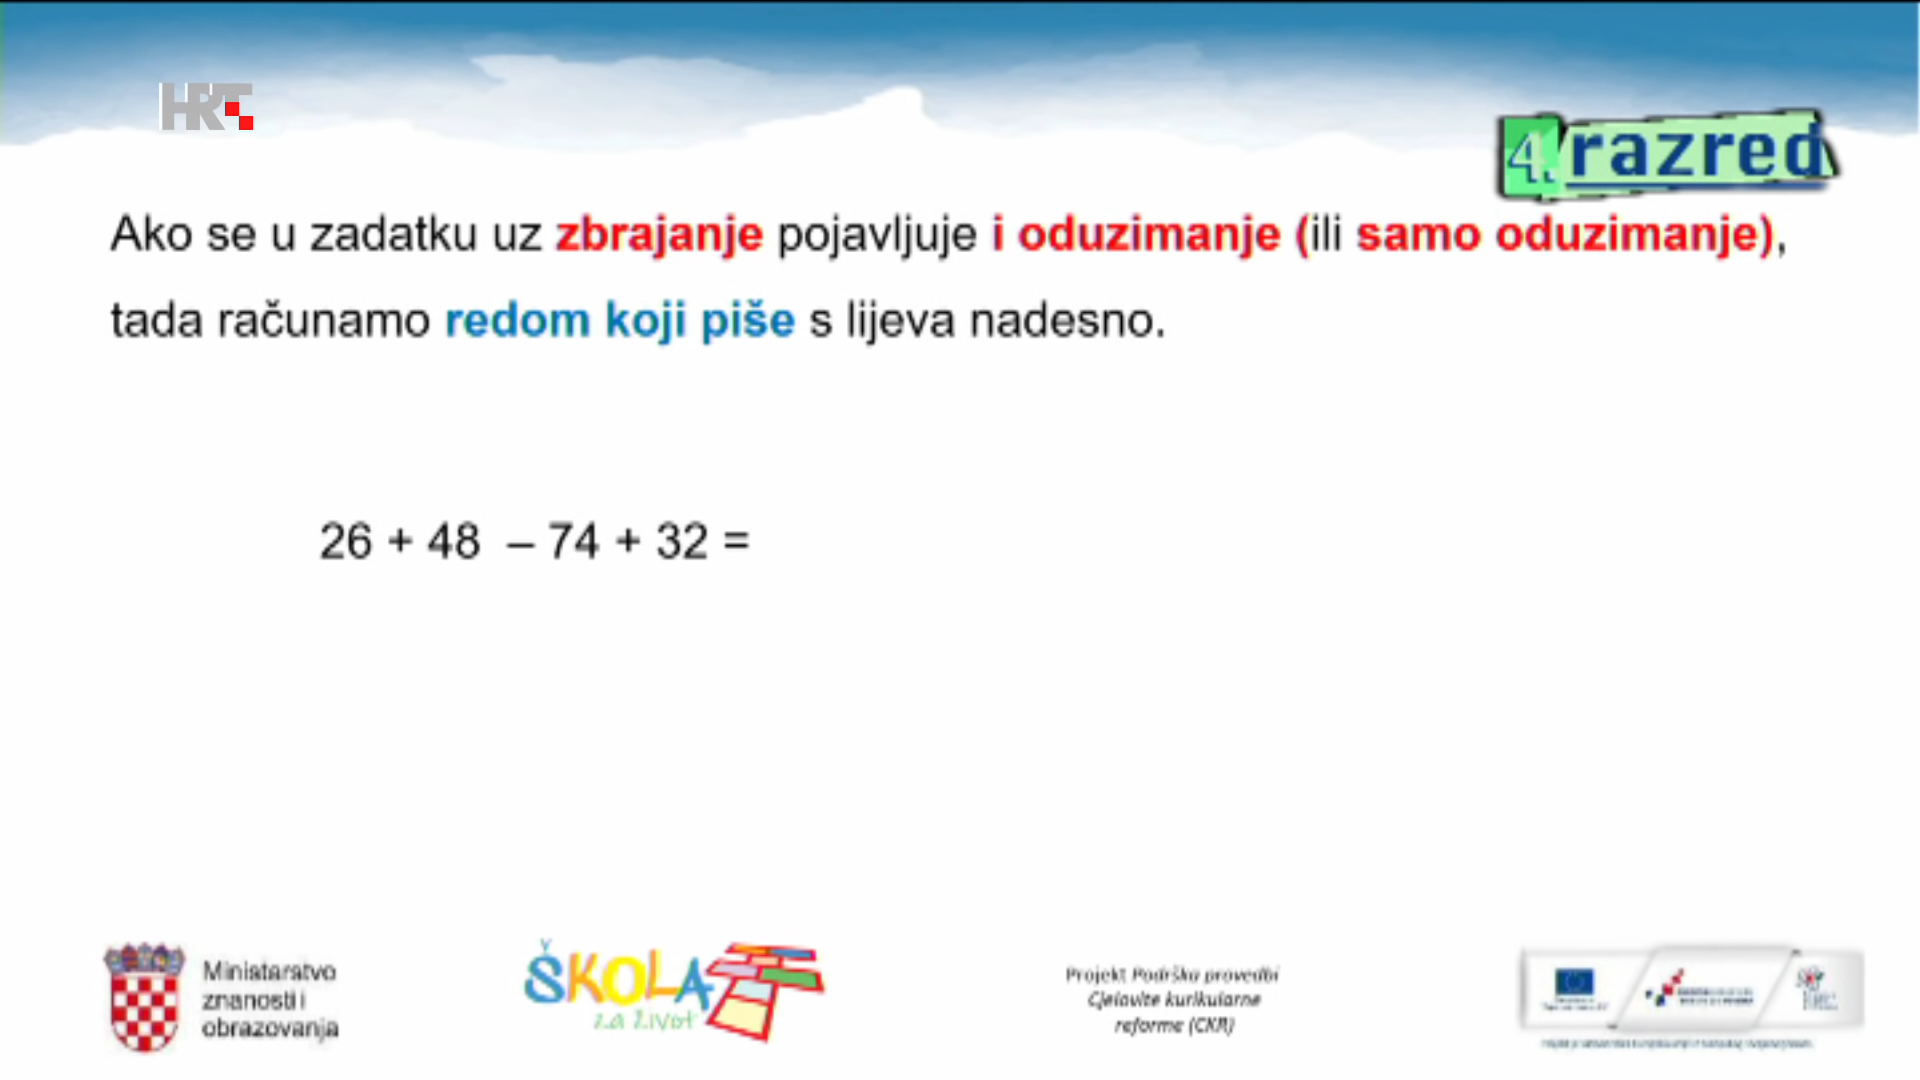 HRT
4. razred
Ako se u zadatku uz zbrajanje pojavljuje i oduzimanje (ili samo oduzimanje),
tada računamo redom koji piše s lijeva nadesno.
26 + 48 – 74 + 32 =
Ministarstvo
znanosti i
obrazovanja
ŠKOLA
za život
Projekt Podrška provedbi
Cjelovite kurikularne
reforme (CKR)